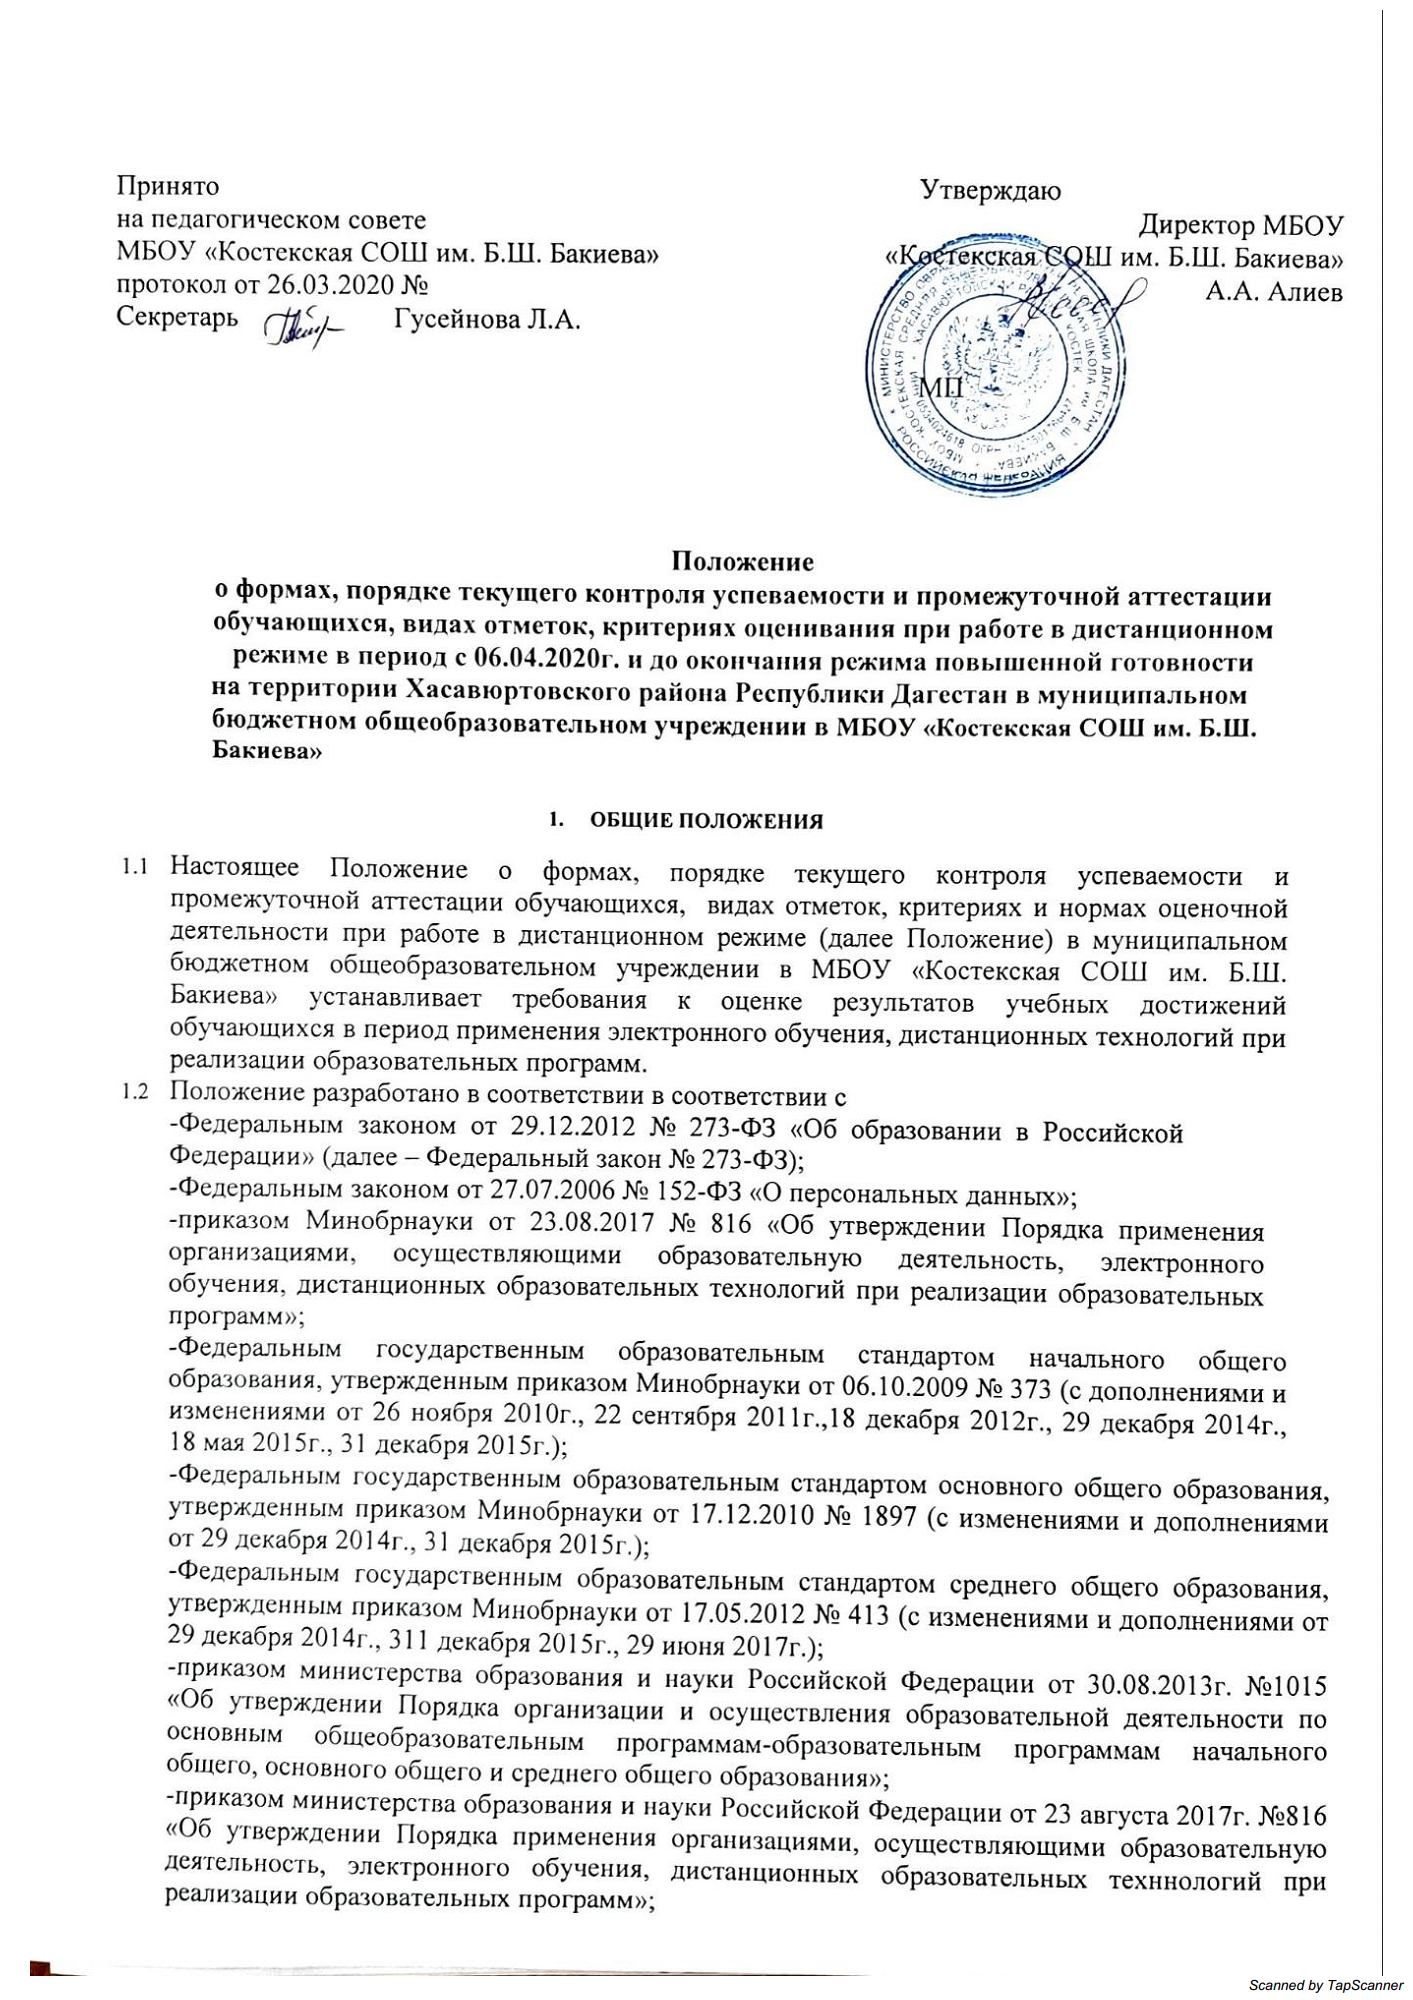 Принято
на педагогическом совете
МБОУ «Костекская СОШ им. Б.Ш. Бакиева»
протокол от 26.03.2020 №
Секретарь Гусейнова Л.А.
Утверждаю
Директор МБОУ
«Костекская СОШ им. Б.Ш. Бакиева»
А.А. Алиев
МП
Положение
о формах, порядке текущего контроля успеваемости и промежуточной аттестации
обучающихся, видах отметок, критериях оценивания при работе в дистанционном
режиме в период с 06.04.2020г. и до окончания режима повышенной готовности
на территории Хасавюртовского района Республики Дагестан в муниципальном
бюджетном общеобразовательном учреждении в МБОУ «Костекская СОШ им. Б.Ш.
Бакиева»
1. ОБЩИЕ ПОЛОЖЕНИЯ
1.1 Настоящее Положение о формах, порядке текущего контроля успеваемости и
промежуточной аттестации обучающихся, видах отметок, критериях и нормах оценочной
деятельности при работе в дистанционном режиме (далее Положение) в муниципальном
бюджетном общеобразовательном учреждении в МБОУ «Костекская СОШ им. Б.Ш.
Бакиева» устанавливает требования к оценке результатов учебных достижений
обучающихся в период применения электронного обучения, дистанционных технологий при
реализации образовательных программ.
1.2 Положение разработано в соответствии в соответствии с
-Федеральным законом от 29.12.2012 № 273-ФЗ «Об образовании в Российской
Федерации» (далее – Федеральный закон № 273-ФЗ);
-Федеральным законом от 27.07.2006 № 152-ФЗ «О персональных данных»;
-приказом Минобрнауки от 23.08.2017 № 816 «Об утверждении Порядка применения
организациями, осуществляющими образовательную деятельность, электронного
обучения, дистанционных образовательных технологий при реализации образовательных
программ»;
-Федеральным государственным образовательным стандартом начального общего
образования, утвержденным приказом Минобрнауки от 06.10.2009 № 373 (с дополнениями и
изменениями от 26 ноября 2010г., 22 сентября 2011г.,18 декабря 2012г., 29 декабря 2014г.,
18 мая 2015г., 31 декабря 2015г.);
-Федеральным государственным образовательным стандартом основного общего образования,
утвержденным приказом Минобрнауки от 17.12.2010 № 1897 (с изменениями и дополнениями
от 29 декабря 2014г., 31 декабря 2015г.);
-Федеральным государственным образовательным стандартом среднего общего образования,
утвержденным приказом Минобрнауки от 17.05.2012 № 413 (с изменениями и дополнениями от
29 декабря 2014г., 311 декабря 2015г., 29 июня 2017г.);
-приказом министерства образования и науки Российской Федерации от 30.08.2013г. №1015
«Об утверждении Порядка организации и осуществления образовательной деятельности по
основным общеобразовательным программам-образовательным программам начального
общего, основного общего и среднего общего образования»;
-приказом министерства образования и науки Российской Федерации от 23 августа 2017г. №816
«Об утверждении Порядка применения организациями, осуществляющими образовательную
деятельность, электронного обучения, дистанционных образовательных техннологий при
реализации образовательных программ»;
Scanned by TapScanner